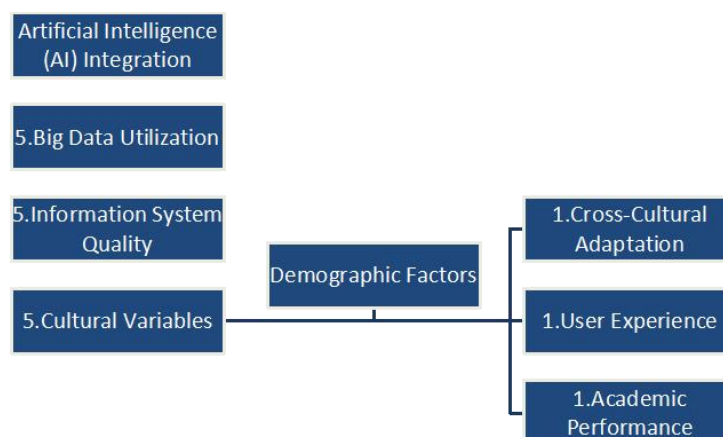 Artificial Intelligence
(AI) Integration
5.Big Data Utilization
5.Information System
Quality
5.Cultural Variables
Demographic Factors
1.Cross-Cultural
Adaptation
1.User Experience
1.Academic
Performance